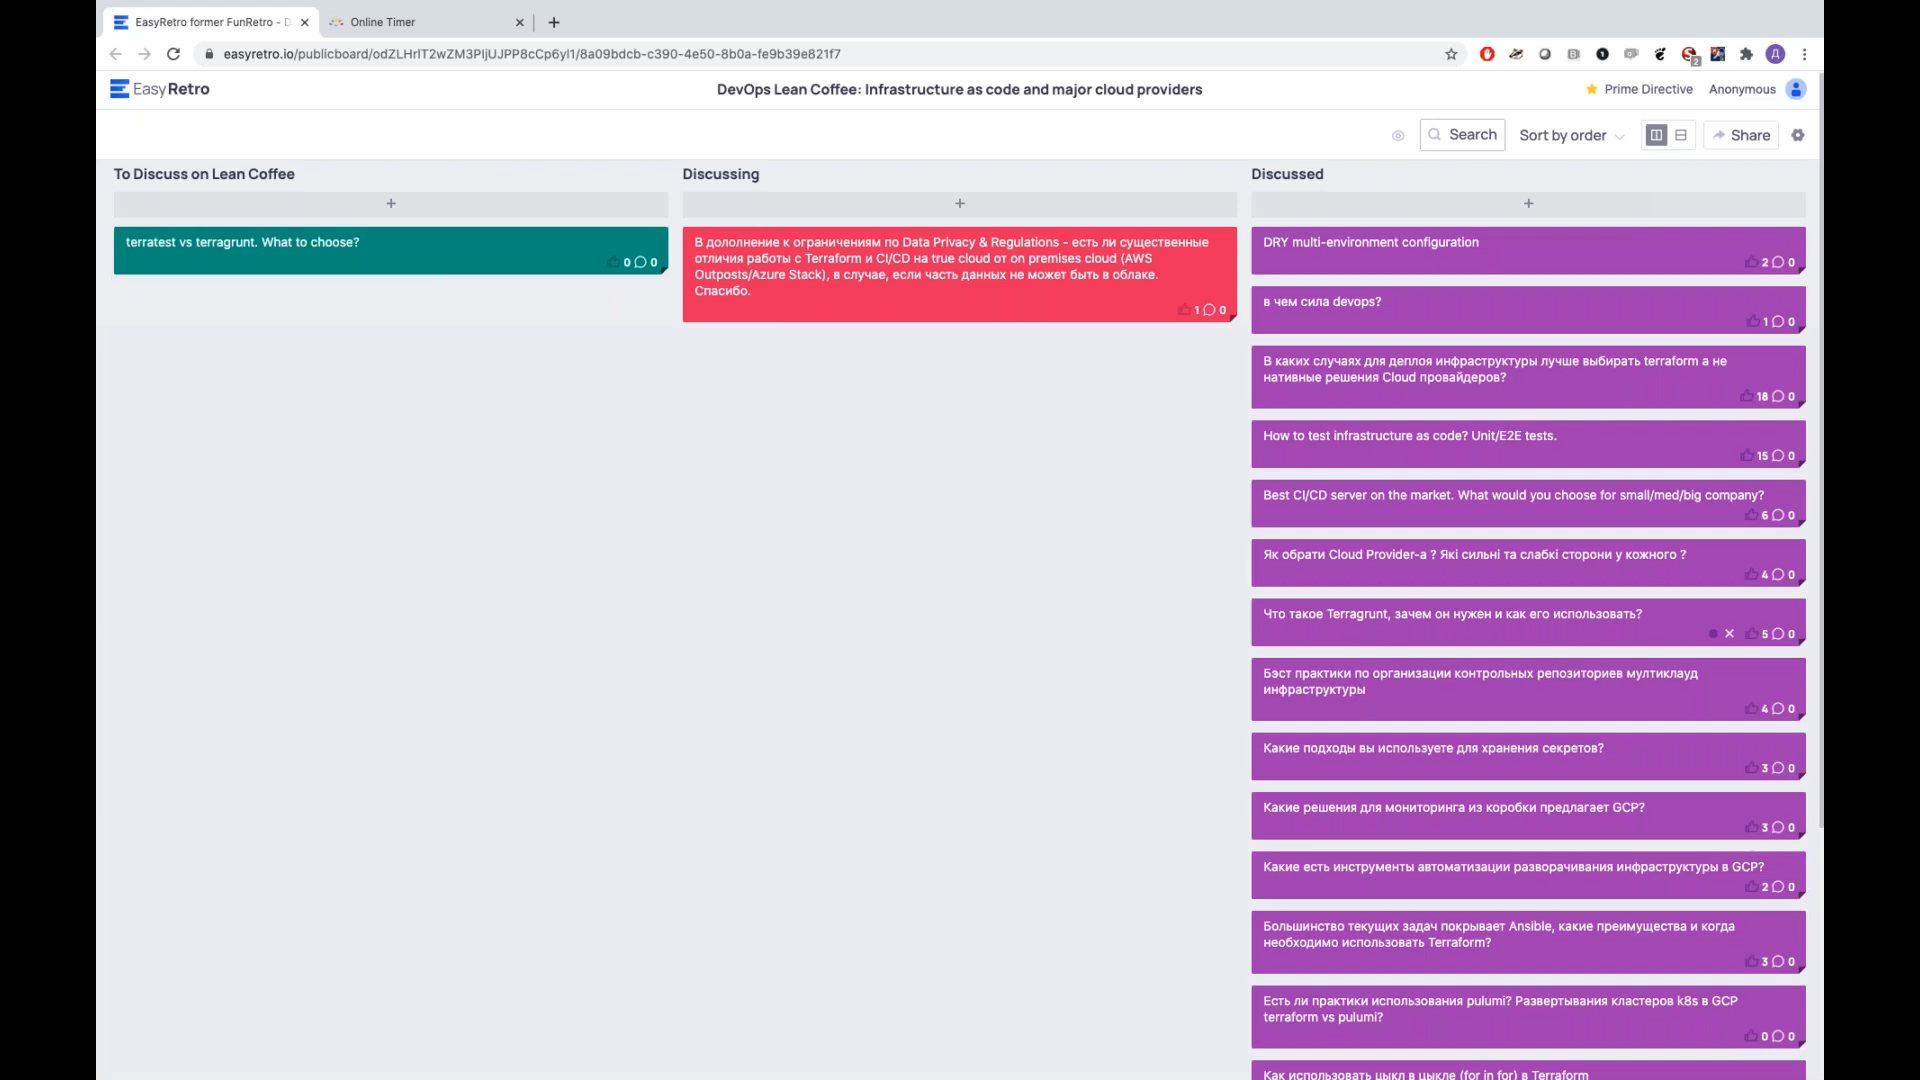 EasyRetro former FunRetro - D
Online Timer
easyretro.io/publicboard/odZLHrIT2wZM3PIjUJPP8cCp6yl1/8a09bdcb-c390-4e50-8b0a-fe9b39e821f7
2
Д
EasyRetro
DevOps Lean Coffee: Infrastructure as code and major cloud providers
Prime Directive
Anonymous
Search
Sort by order
Share
To Discuss on Lean Coffee
Discussing
Discussed
+
+
+
terratest vs terragrunt. What to choose?
0 0
В дололнение к ограничениям по Data Privacy & Regulations - есть ли существенные
отличия работы с Terraform и CI/CD на true cloud от on premises cloud (AWS
Outposts/Azure Stack), в случае, если часть данных не может быть в облаке.
Спасибо.
1 0
DRY multi-environment configuration
2 0
в чем сила devops?
1 0
В каких случаях для деплоя инфраструктуры лучше выбирать terraform а не
нативные решения Cloud провайдеров?
18 0
How to test infrastructure as code? Unit/E2E tests.
15 0
Best CI/CD server on the market. What would you choose for small/med/big company?
6 0
Як обрати Cloud Provider-а ? Які сильні та слабкі сторони у кожного ?
4 0
Что такое Terragrunt, зачем он нужен и как его использовать?
5 0
Бэст практики по организации контрольных репозиториев мултиклауд
инфраструктуры
4 0
Какие подходы вы используете для хранения секретов?
3 0
Какие решения для мониторинга из коробки предлагает GCP?
3 0
Какие есть инструменты автоматизации разворачивания инфраструктуры в GCP?
2 0
Большинство текущих задач покрывает Ansible, какие преимущества и когда
необходимо использовать Terraform?
3 0
Есть ли практики использования pulumi? Развертывания кластеров k8s в GCP
terraform vs pulumi?
0 0
Как использовать цыкл в цыкле (for in for) в Terraform